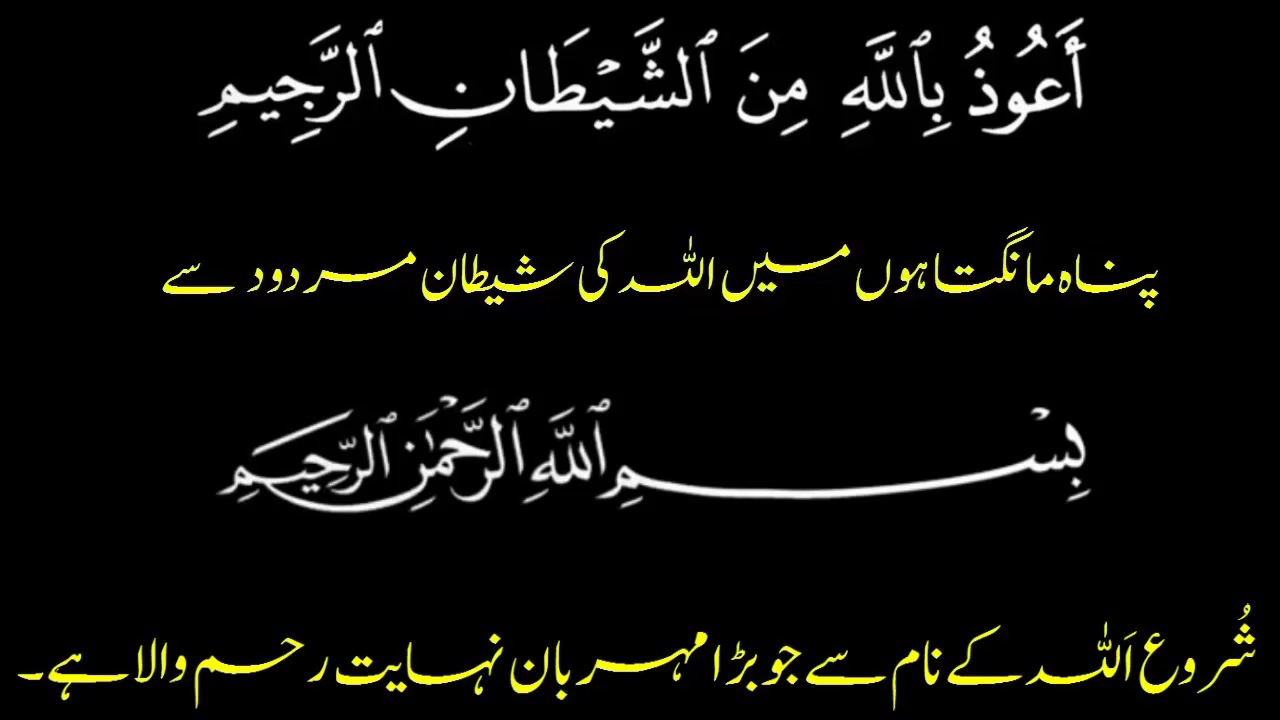 أَعُوذُ بِٱللَّهِ مِنَ ٱلشَّيْطَانِ ٱلرَّجِيمِ
پناہ مانگتا ہوں میں اللہ کی شیطان مردود سے
بِسْمِ ٱللَّهِ ٱلرَّحْمَٰنِ ٱلرَّحِيمِ
شُروع اَللہ کے نام سے جو بڑا مہربان نہایت رحم والا ہے۔